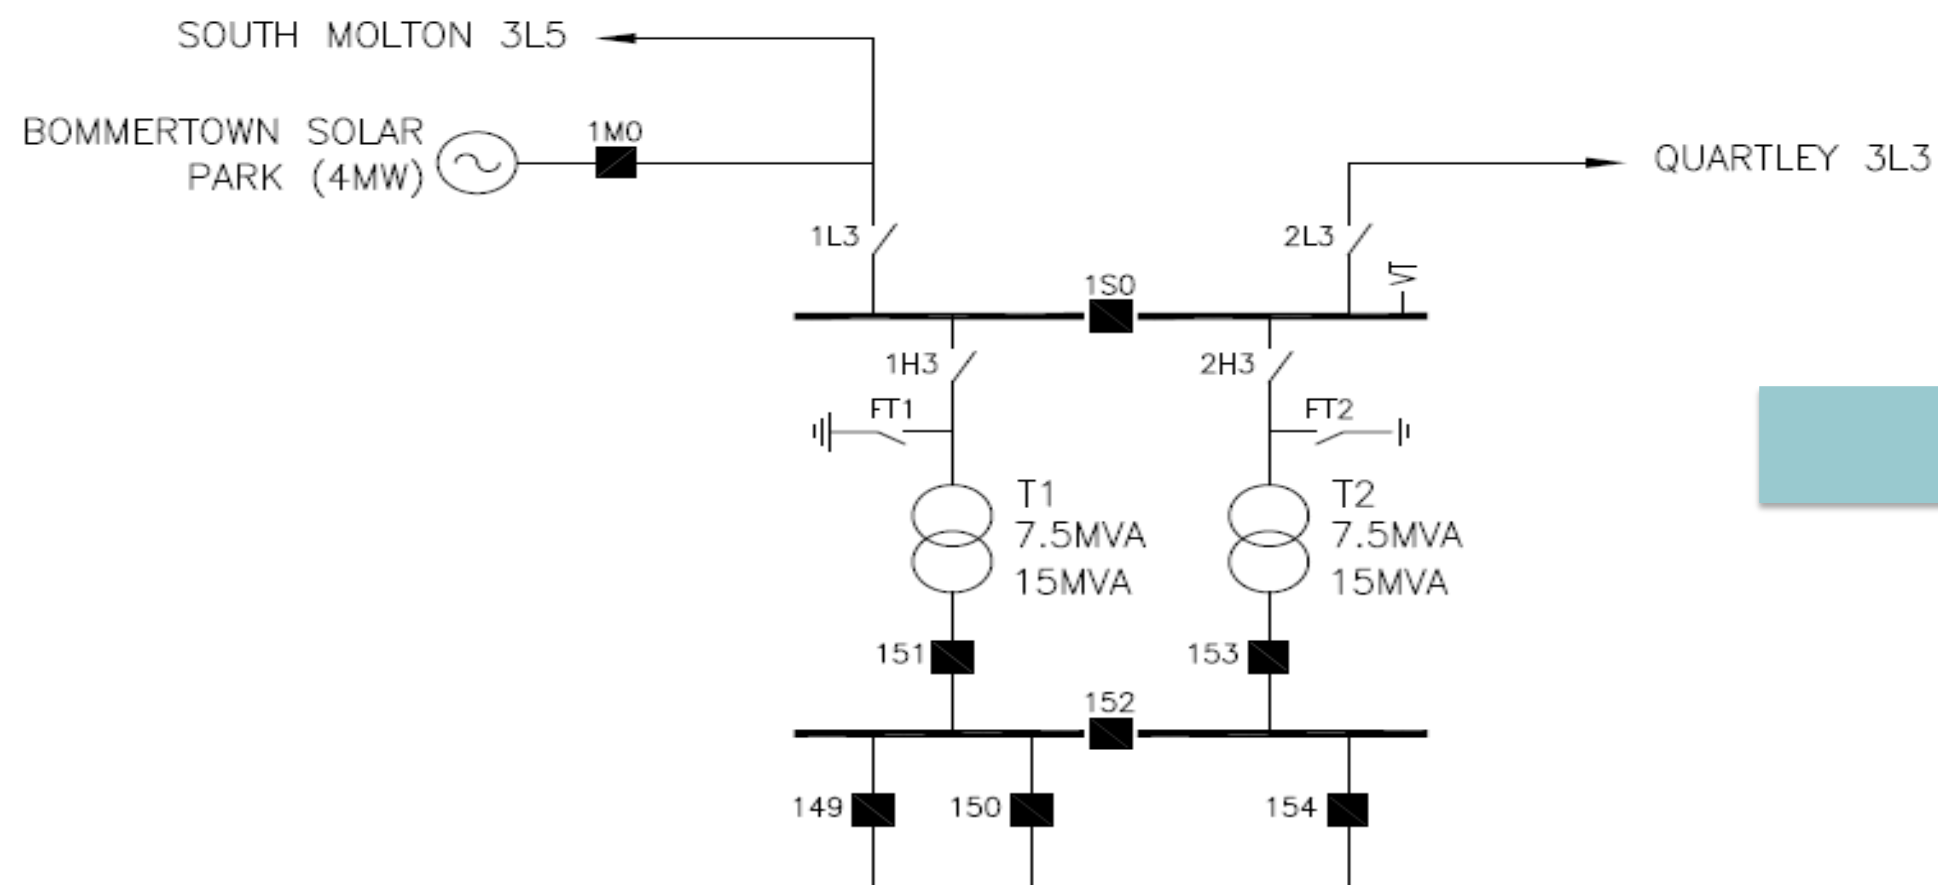 SOUTH MOLTON 3L5
BOMMERTOWN SOLAR
PARK (4MW)
1M0
QUARTLEY 3L3
1L3
2L3
VT
1S0
1H3
2H3
FT1
FT2
T1
7.5MVA
15MVA
T2
7.5MVA
15MVA
151
153
152
149
150
154